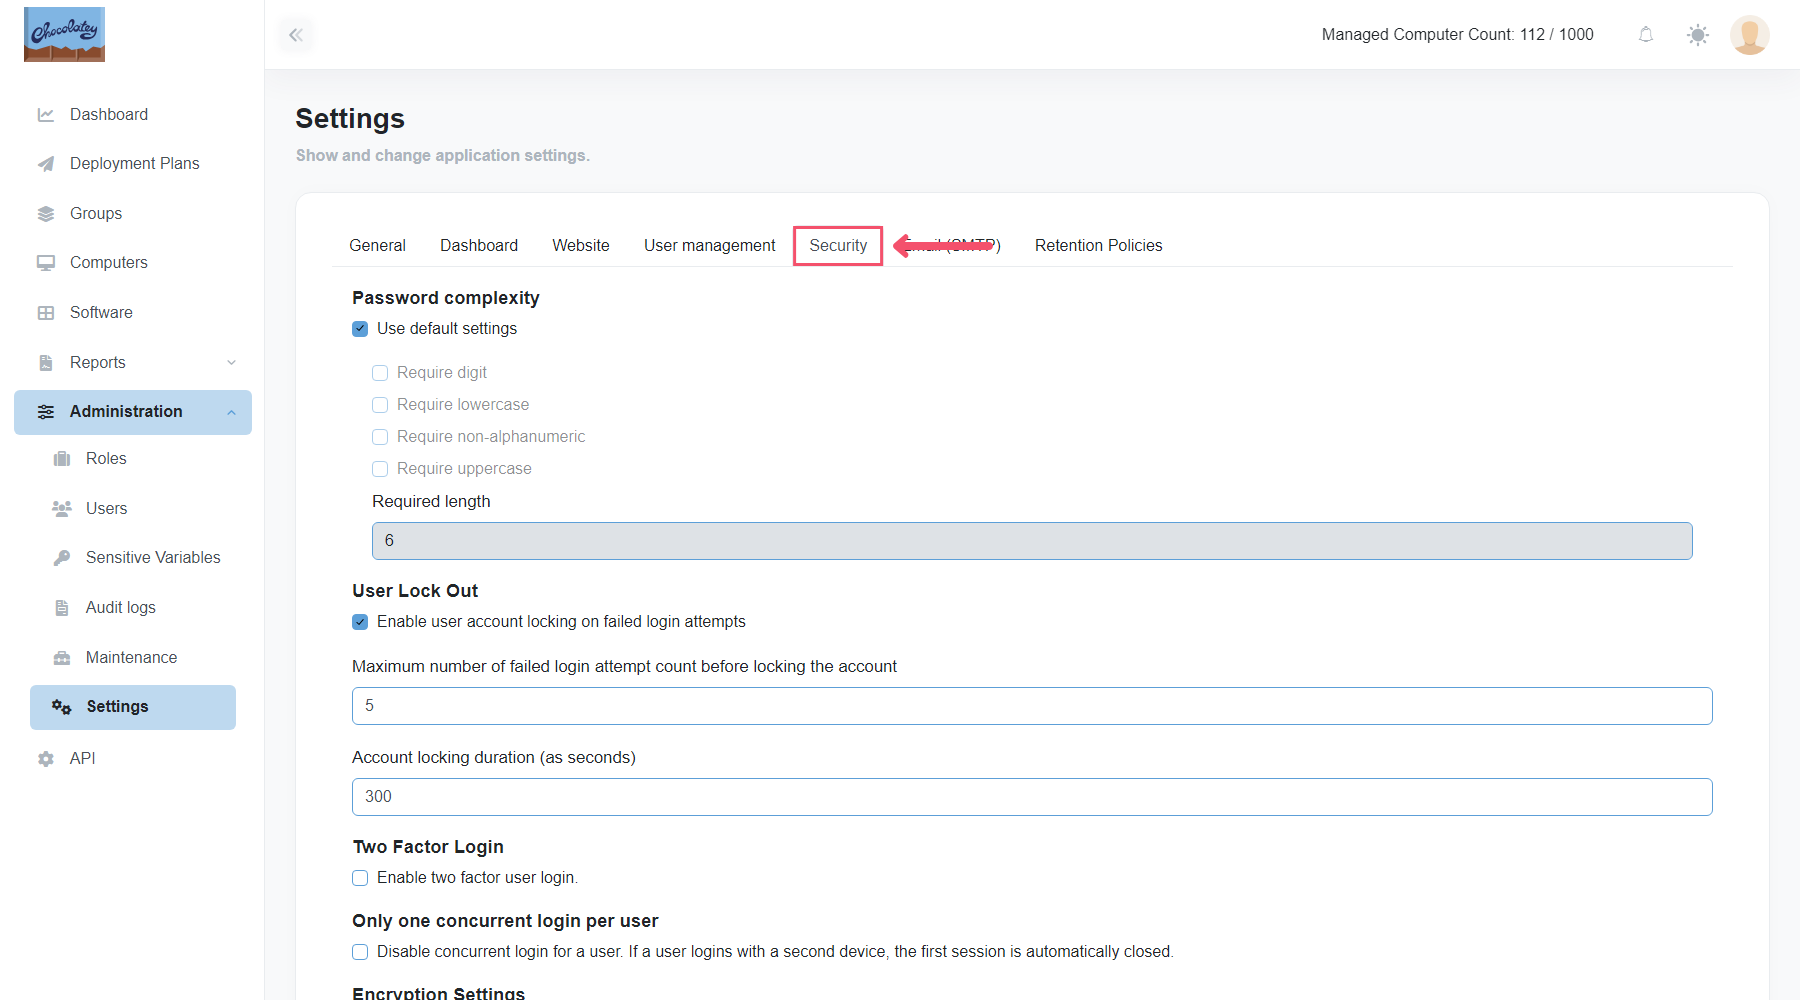 Chocolatey
Managed Computer Count: 112 / 1000
Dashboard
Deployment Plans
Groups
Computers
Software
Reports
Administration
Roles
Users
Sensitive Variables
Audit logs
Maintenance
Settings
API
Settings
Show and change application settings.
General Dashboard Website User management Security Email (SMTP) Retention Policies
Password complexity
Use default settings
Require digit
Require lowercase
Require non-alphanumeric
Require uppercase
Required length
6
User Lock Out
Enable user account locking on failed login attempts
Maximum number of failed login attempt count before locking the account
5
Account locking duration (as seconds)
300
Two Factor Login
Enable two factor user login.
Only one concurrent login per user
Disable concurrent login for a user. If a user logins with a second device, the first session is automatically closed.
Encryption Settings